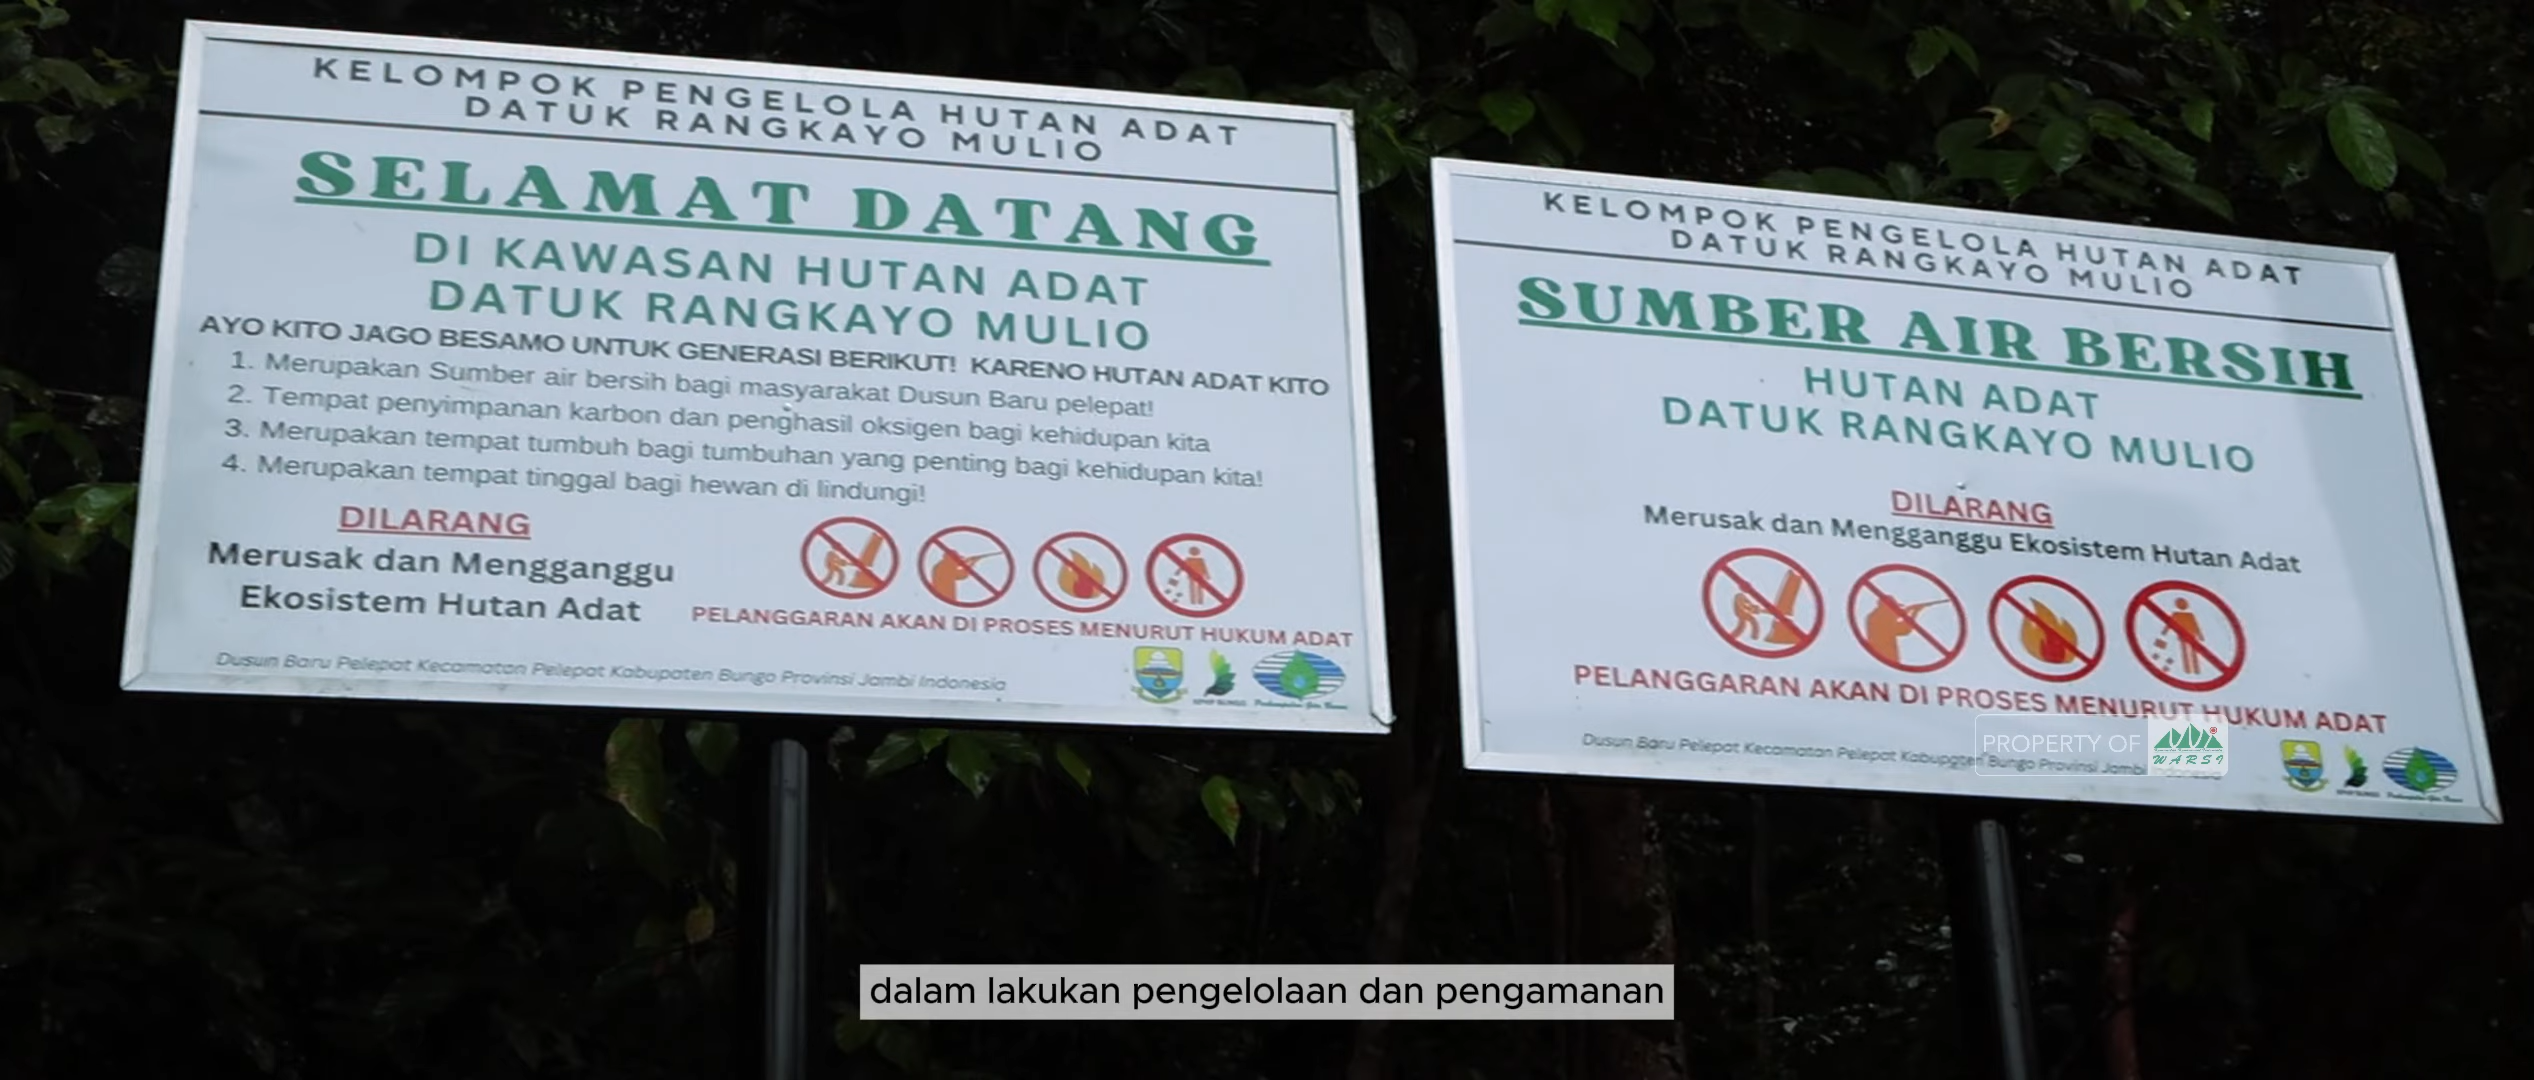 KELOMPOK PENGELOLA HUTAN ADAT
DATUK RANGKAYO MULIO
SELAMAT DATANG
DI KAWASAN HUTAN ADAT
DATUK RANGKAYO MULIO
AYO KITO JAGO BESAMO UNTUK GENERASI BERIKUT! KARENO HUTAN ADAT KITO
1. Merupakan Sumber air bersih bagi masyarakat Dusun Baru pelepat!
2. Tempat penyimpanan karbon dan penghasil oksigen bagi kehidupan kita
3. Merupakan tempat tumbuh bagi tumbuhan yang penting bagi kehidupan kita!
4. Merupakan tempat tinggal bagi hewan di lindungi!
DILARANG
Merusak dan Mengganggu
Ekosistem Hutan Adat
PELANGGARAN AKAN DI PROSES MENURUT HUKUM ADAT
Dusun Baru Pelepat Kecamatan Pelepat Kabupaten Bungo Provinsi Jambi Indonesia
KELOMPOK PENGELOLA HUTAN ADAT
DATUK RANGKAYO MULIO
SUMBER AIR BERSIH
HUTAN ADAT
DATUK RANGKAYO MULIO
DILARANG
Merusak dan Mengganggu Ekosistem Hutan Adat
PELANGGARAN AKAN DI PROSES MENURUT HUKUM ADAT
Dusun Baru Pelepat Kecamatan Pelepat Kabupaten Bungo Provinsi Jambi
PROPERTY OF
WARSI
dalam lakukan pengelolaan dan pengamanan